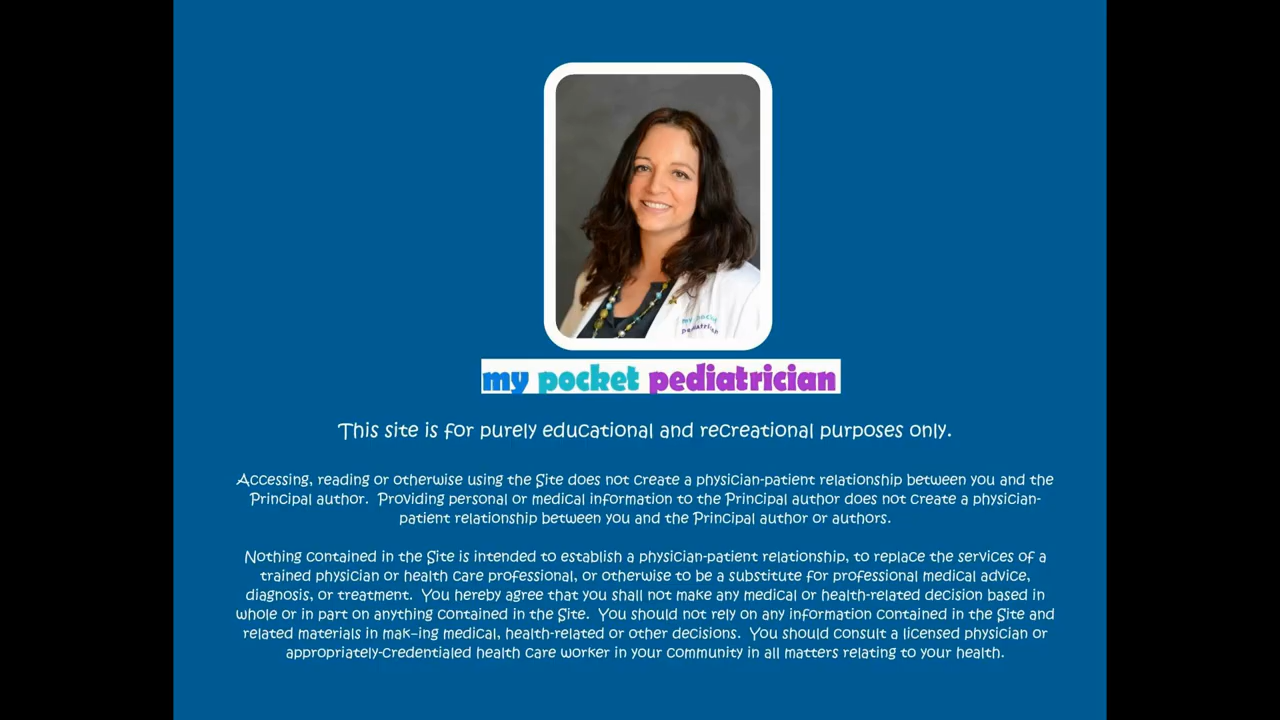 my pocket
pediatrician
my pocket pediatrician
This site is for purely educational and recreational purposes only.
Accessing, reading or otherwise using the Site does not create a physician-patient relationship between you and the
Principal author. Providing personal or medical information to the Principal author does not create a physician-
patient relationship between you and the Principal author or authors.
Nothing contained in the Site is intended to establish a physician-patient relationship, to replace the services of a
trained physician or health care professional, or otherwise to be a substitute for professional medical advice,
diagnosis, or treatment. You hereby agree that you shall not make any medical or health-related decision based in
whole or in part on anything contained in the Site. You should not rely on any information contained in the Site and
related materials in mak–ing medical, health-related or other decisions. You should consult a licensed physician or
appropriately-credentialed health care worker in your community in all matters relating to your health.